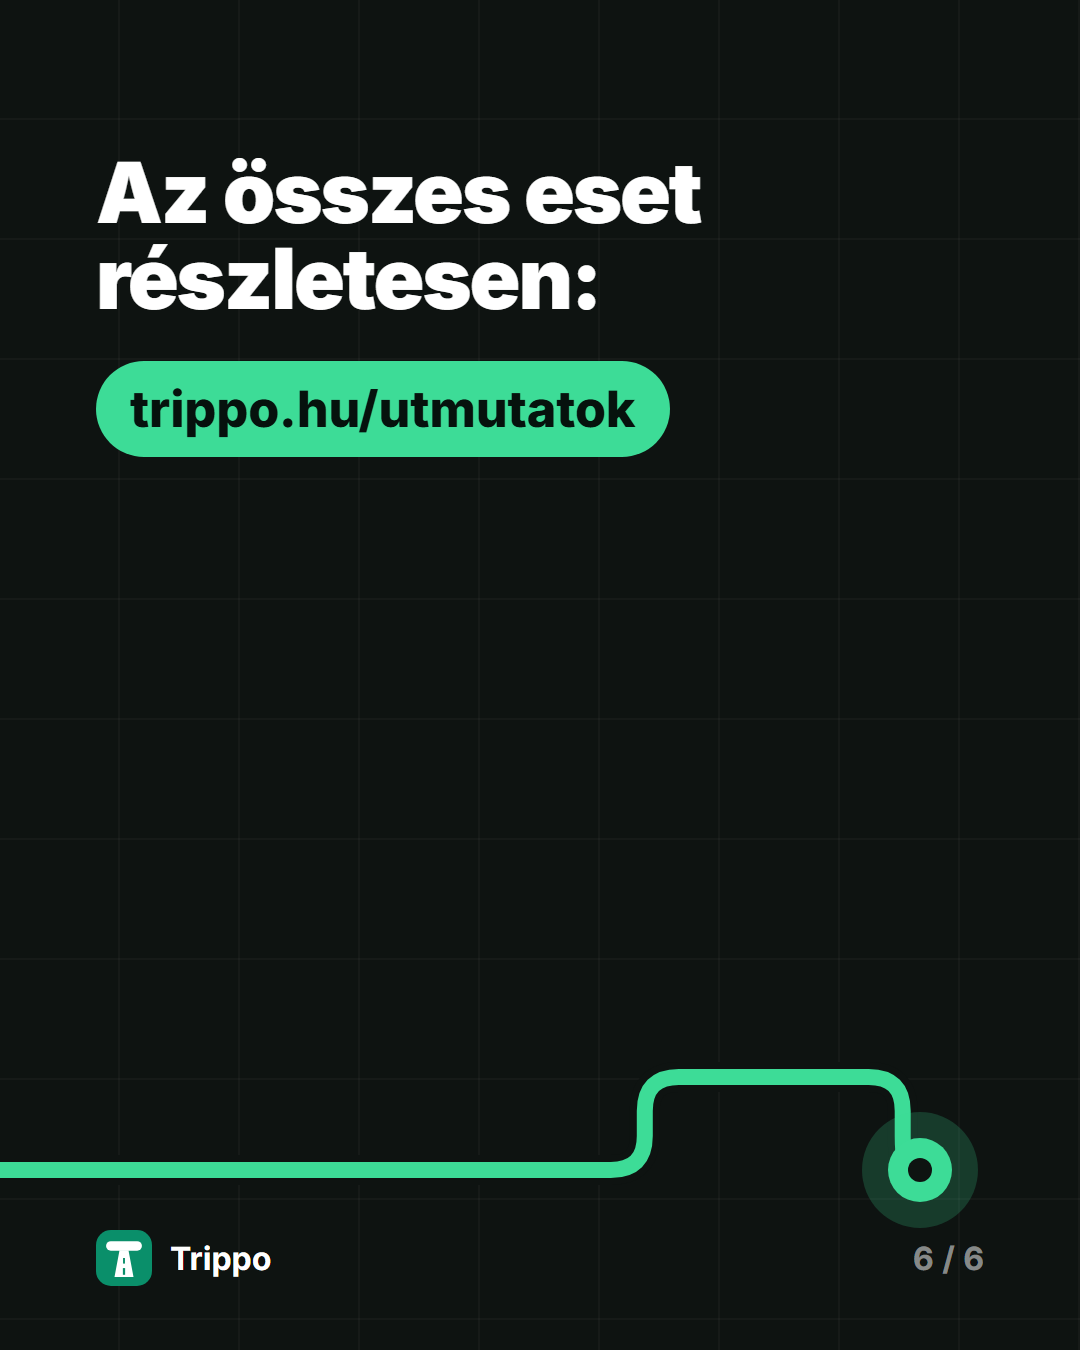 Az összes eset
részletesen:
trippo.hu/utmutatok
Trippo
6 / 6